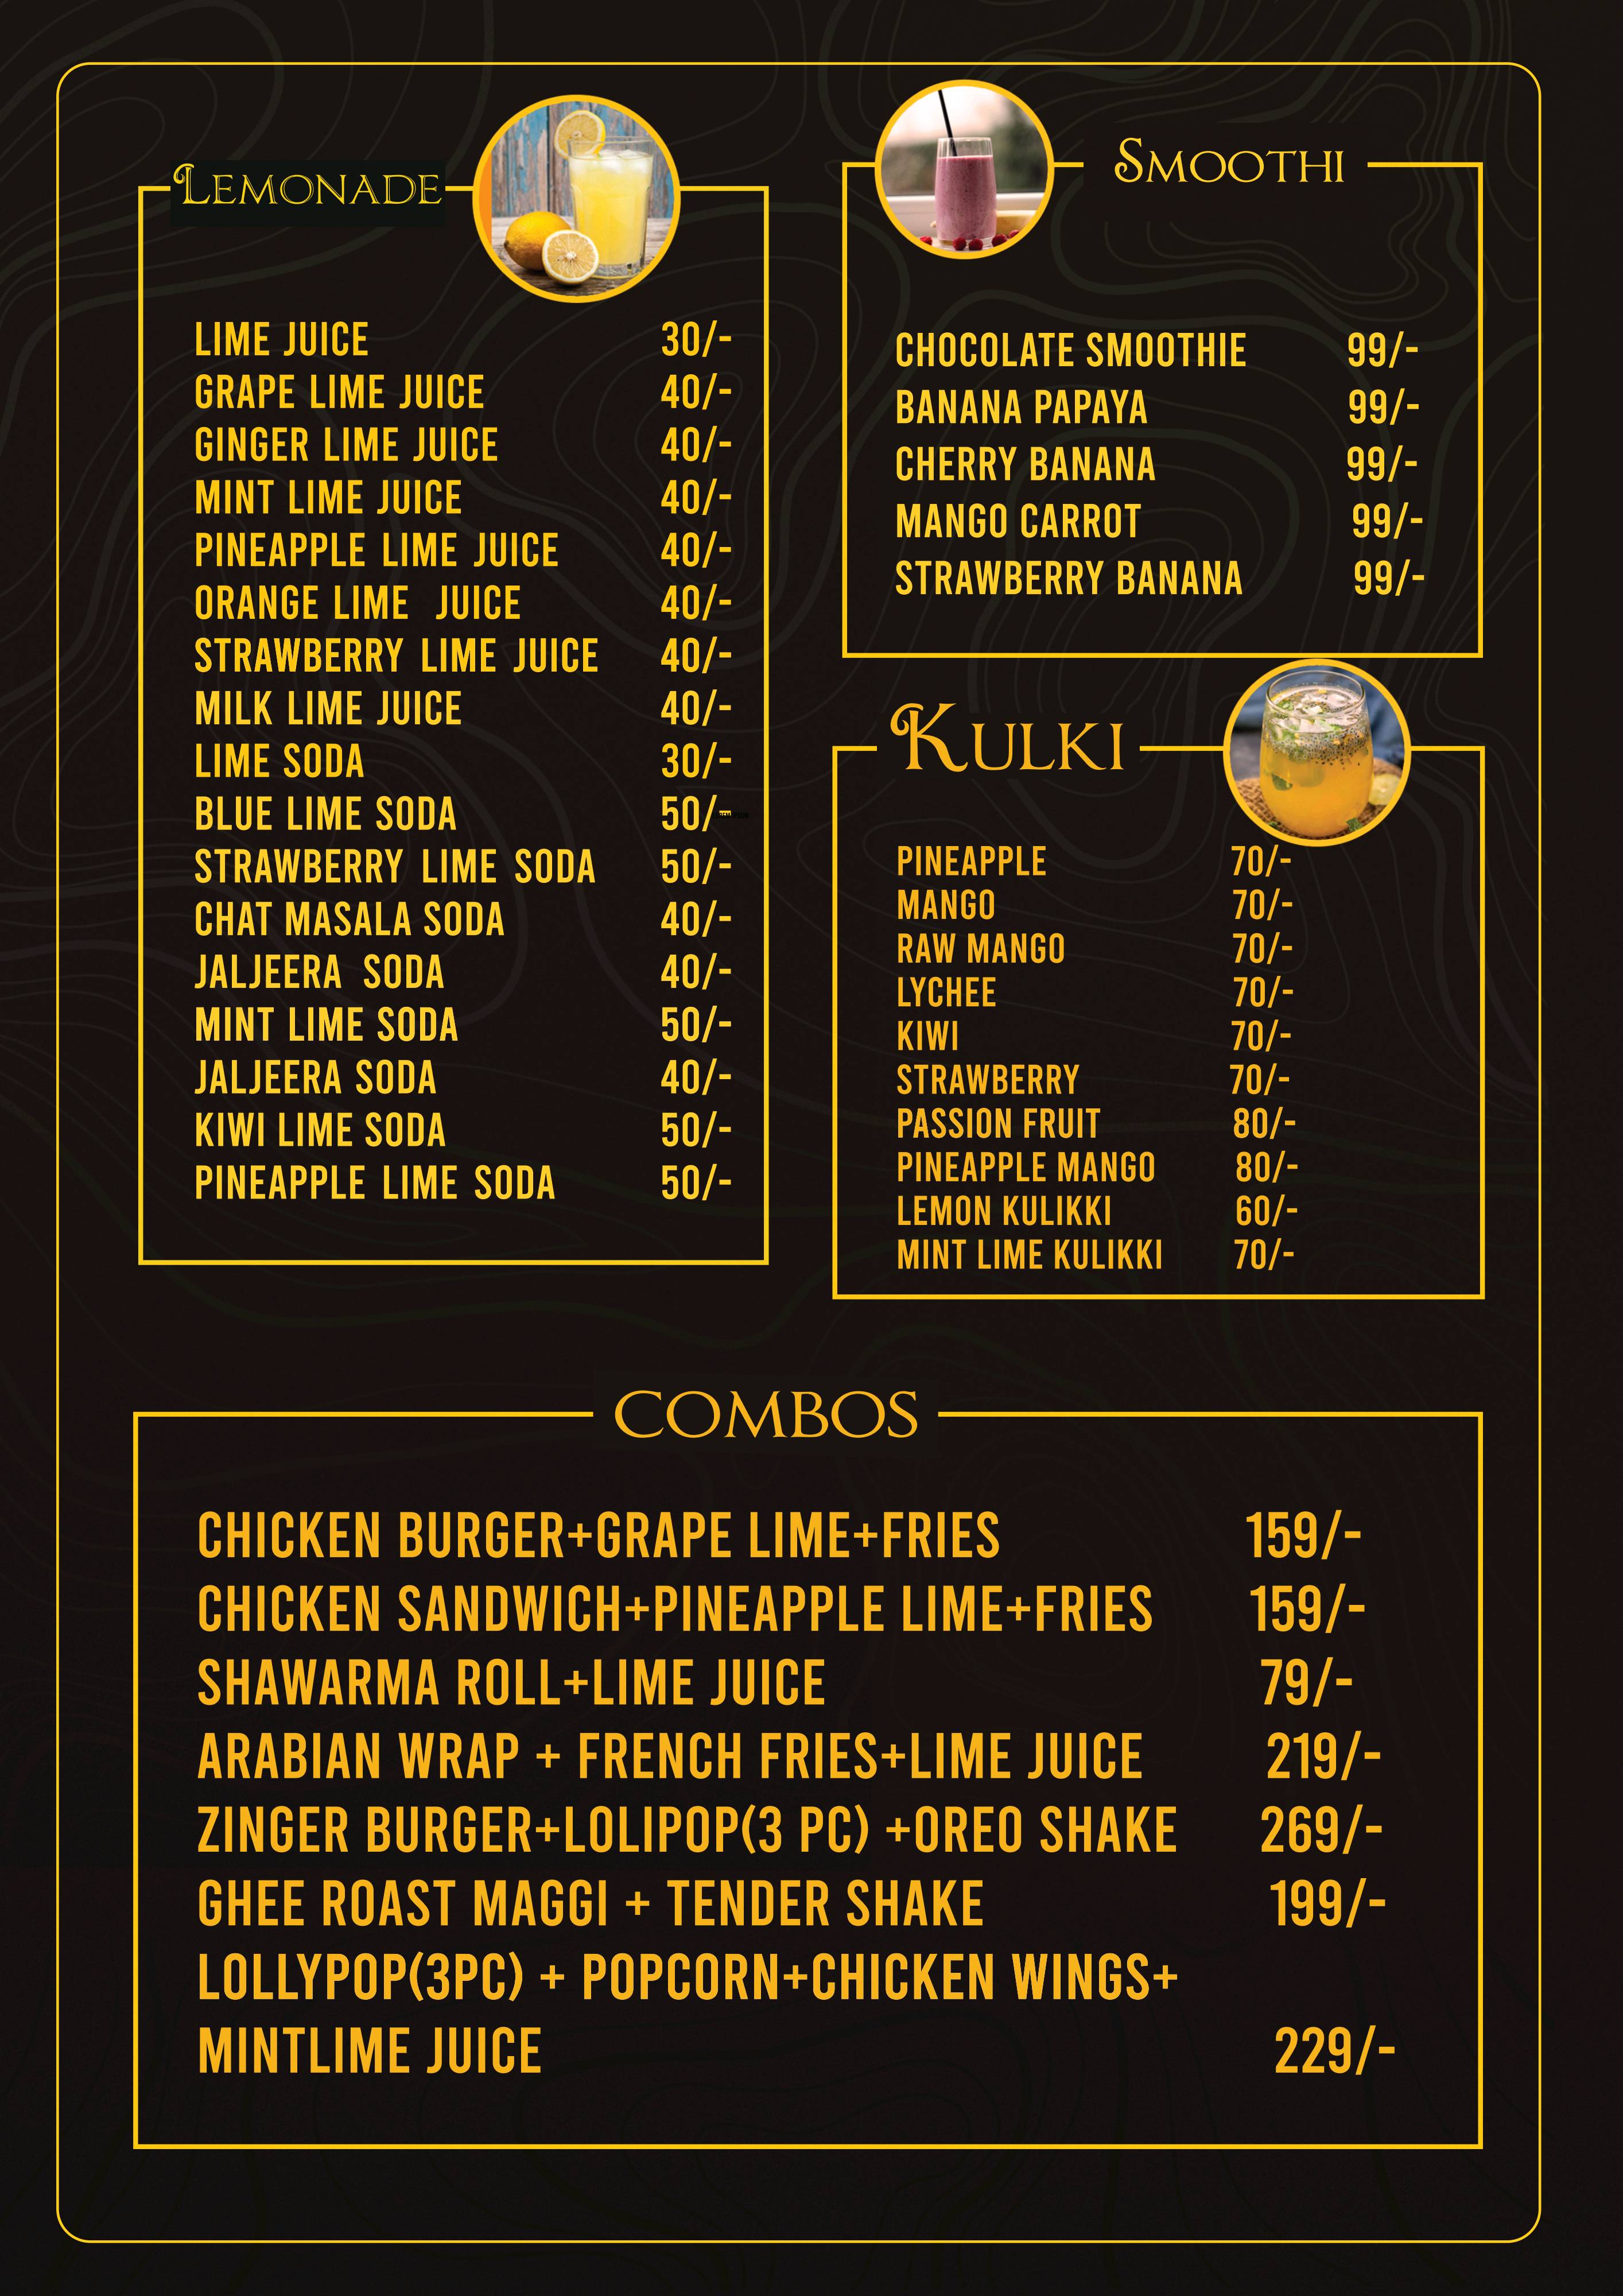 Lemonade
LIME JUICE 30/-
GRAPE LIME JUICE 40/-
GINGER LIME JUICE 40/-
MINT LIME JUICE 40/-
PINEAPPLE LIME JUICE 40/-
ORANGE LIME JUICE 40/-
STRAWBERRY LIME JUICE 40/-
MILK LIME JUICE 40/-
LIME SODA 30/-
BLUE LIME SODA 50/-
STRAWBERRY LIME SODA 50/-
CHAT MASALA SODA 40/-
JALJEERA SODA 40/-
MINT LIME SODA 50/-
JALJEERA SODA 40/-
KIWI LIME SODA 50/-
PINEAPPLE LIME SODA 50/-
Smoothi
CHOCOLATE SMOOTHIE 99/-
BANANA PAPAYA 99/-
CHERRY BANANA 99/-
MANGO CARROT 99/-
STRAWBERRY BANANA 99/-
Kulki
PINEAPPLE 70/-
MANGO 70/-
RAW MANGO 70/-
LYCHEE 70/-
KIWI 70/-
STRAWBERRY 70/-
PASSION FRUIT 80/-
PINEAPPLE MANGO 80/-
LEMON KULIKKI 60/-
MINT LIME KULIKKI 70/-
COMBOS
CHICKEN BURGER+GRAPE LIME+FRIES 159/-
CHICKEN SANDWICH+PINEAPPLE LIME+FRIES 159/-
SHAWARMA ROLL+LIME JUICE 79/-
ARABIAN WRAP + FRENCH FRIES+LIME JUICE 219/-
ZINGER BURGER+LOLIPOP(3 PC) +OREO SHAKE 269/-
GHEE ROAST MAGGI + TENDER SHAKE 199/-
LOLLYPOP(3PC) + POPCORN+CHICKEN WINGS+
MINTLIME JUICE 229/-